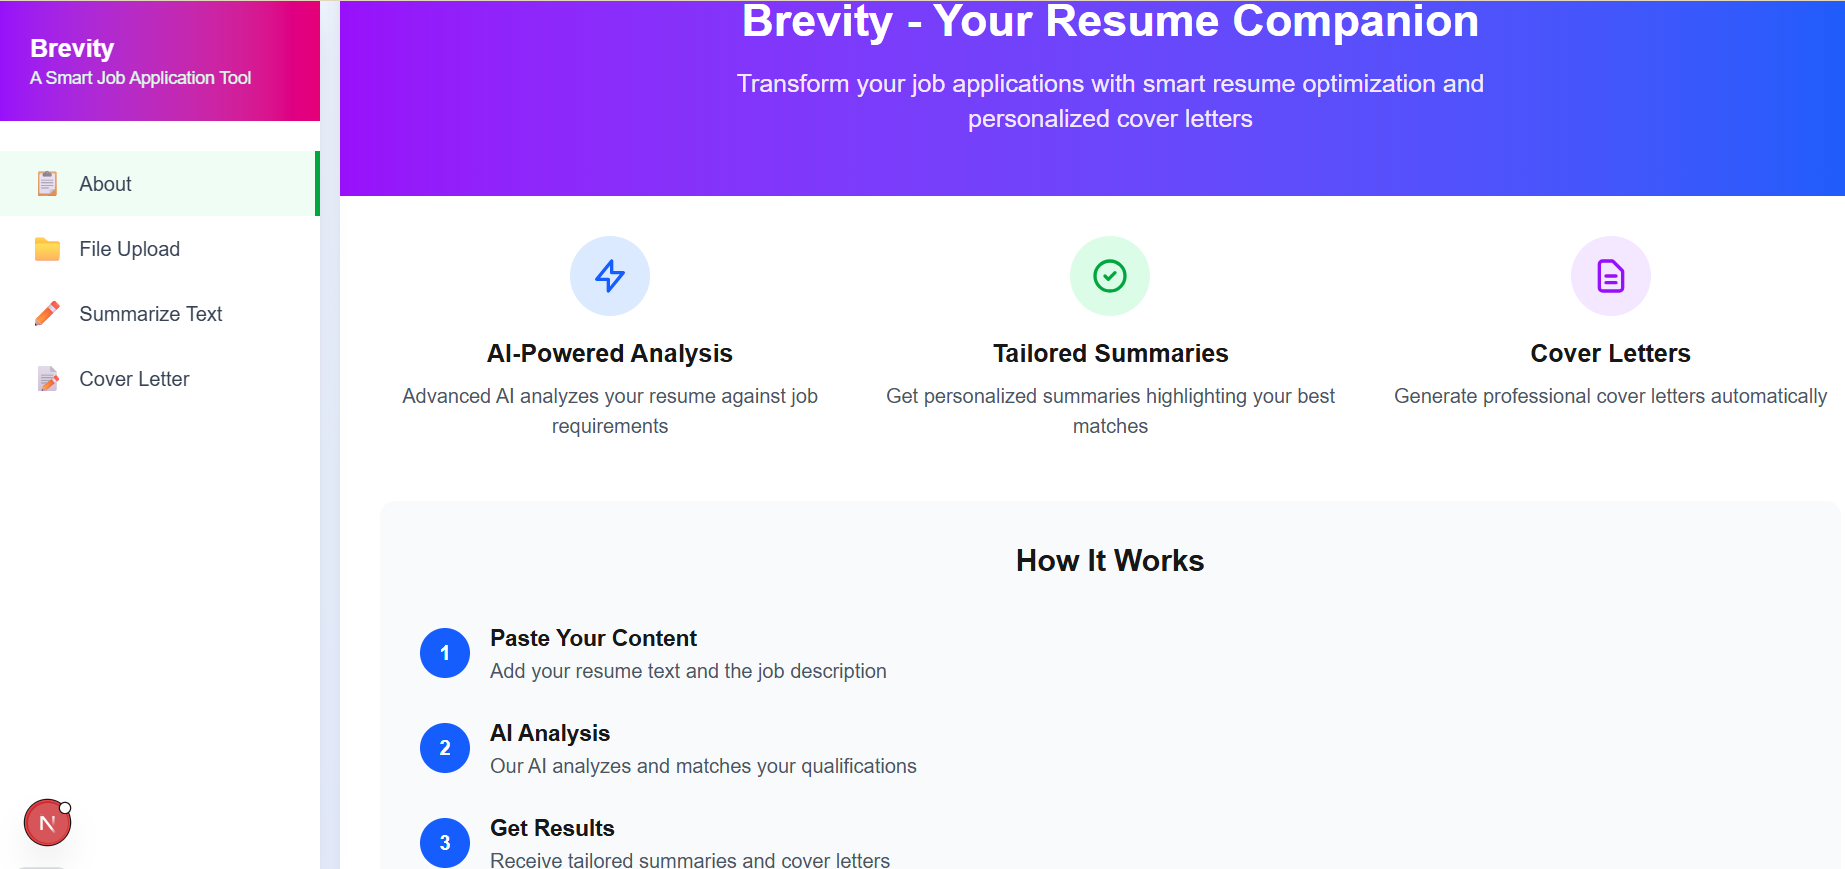 Brevity
A Smart Job Application Tool
About
File Upload
Summarize Text
Cover Letter
N
Brevity - Your Resume Companion
Transform your job applications with smart resume optimization and
personalized cover letters
AI-Powered Analysis
Advanced AI analyzes your resume against job
requirements
Tailored Summaries
Get personalized summaries highlighting your best
matches
Cover Letters
Generate professional cover letters automatically
How It Works
1
Paste Your Content
Add your resume text and the job description
2
AI Analysis
Our AI analyzes and matches your qualifications
3
Get Results
Receive tailored summaries and cover letters